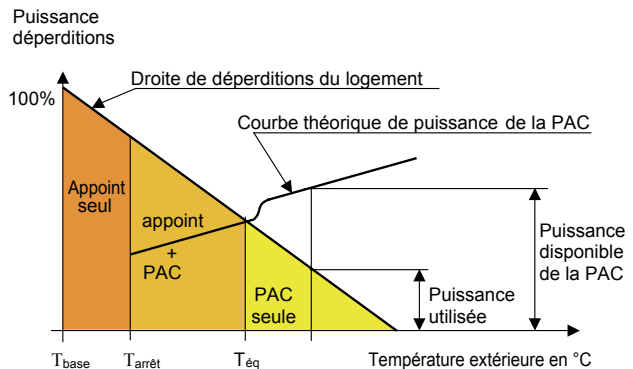 Puissance
déperditions
Droite de déperditions du logement
100%
Courbe théorique de puissance de la PAC
Appoint
seul
appoint
+
PAC
PAC
seule
Puissance
utilisée
Puissance
disponible
de la PAC
Tbase
Tarrêt
Téq
Température extérieure en °C